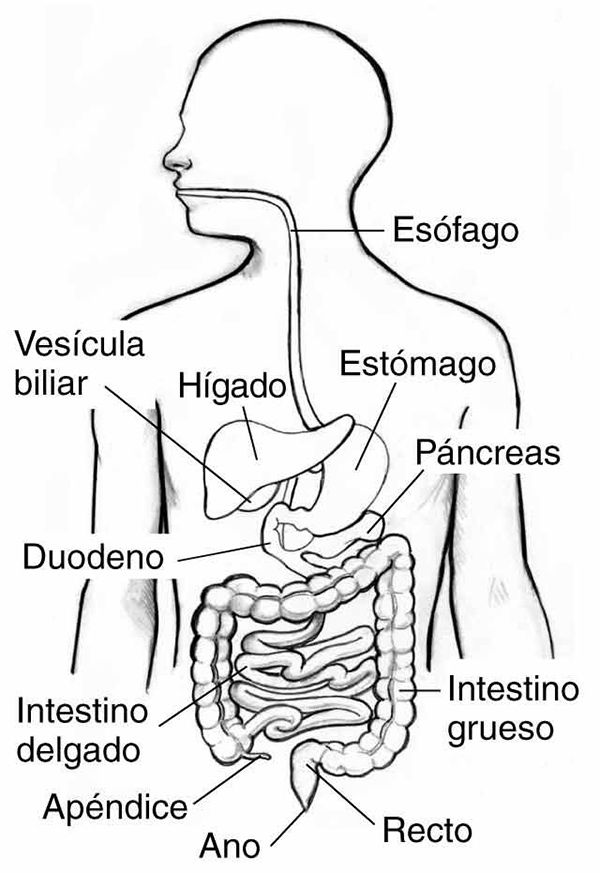 Esófago
Vesícula
biliar
Hígado
Estómago
Páncreas
Duodeno
Intestino
delgado
Intestino
grueso
Apéndice
Ano
Recto